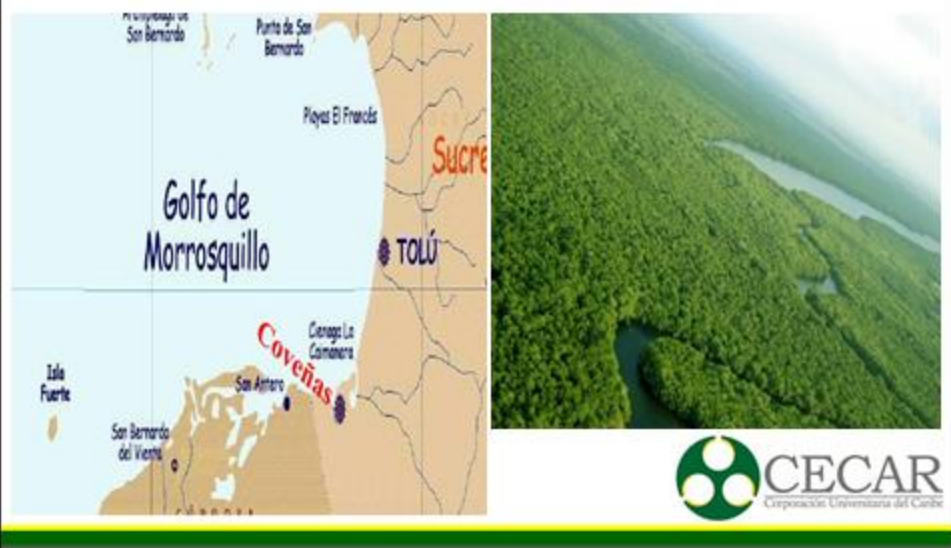 Archipiélago de
San Bernardo
Punta de San
Bernardo
Playas El Francés
Sucre
Golfo de
Morrosquillo
TOLÚ
Cienaga La
Caimanera
Coveñas
San Antero
Isla
Fuerte
San Bernardo
del Viento
CÓRDOBA
CECAR
Corporación Universitaria del Caribe